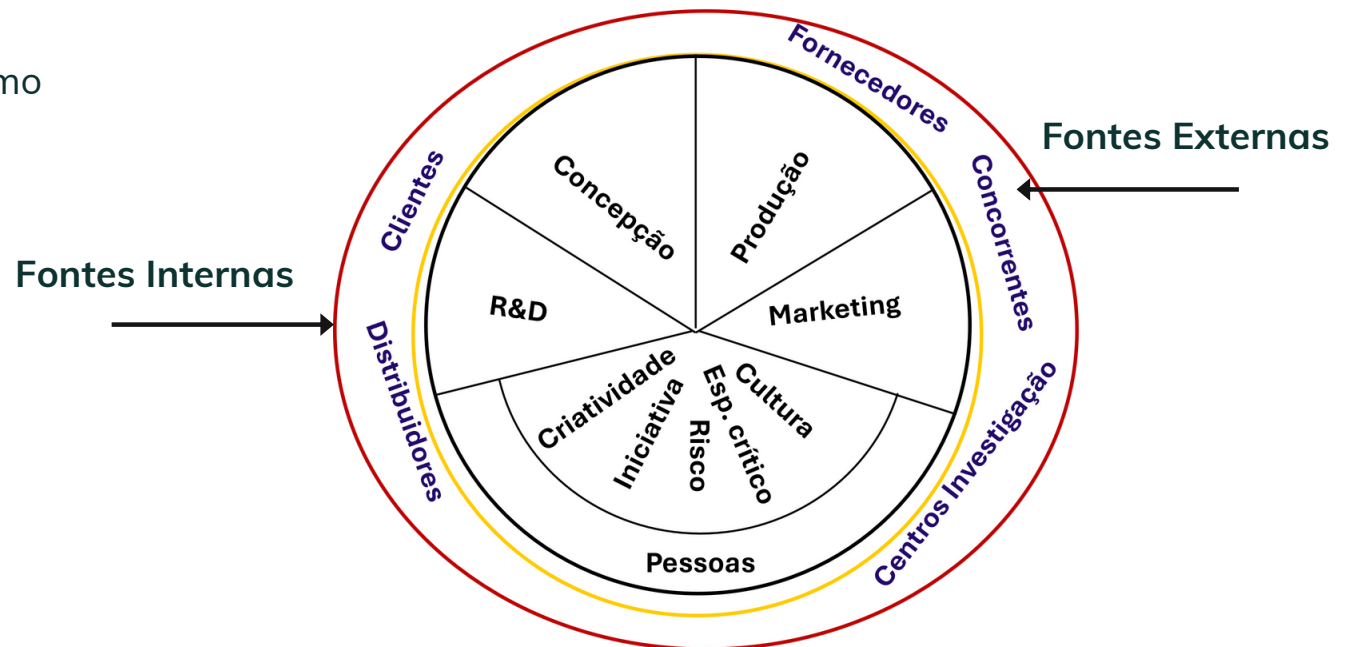 mo
Fornecedores
Fontes Externas
Clientes
Concepção
Produção
Concorrentes
Fontes Internas
R&D
Marketing
Distribuidores
Criatividade
Iniciativa
Risco
Esp. crítico
Cultura
Centros Investigação
Pessoas